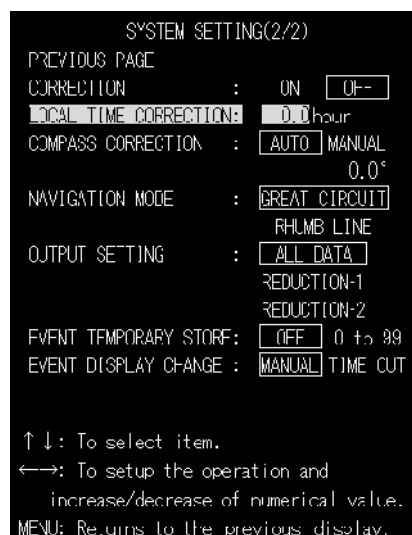 SYSTEM SETTING(2/2)
PREVIOUS PAGE
CORRECTION : ON OFF
LOCAL TIME CORRECTION: 0.0hour
COMPASS CORRECTION : AUTO MANUAL
0.0°
NAVIGATION MODE : GREAT CIRCUIT
RHUMB LINE
OUTPUT SETTING : ALL DATA
REDUCTION-1
REDUCTION-2
EVENT TEMPORARY STORE: OFF 0 to 99
EVENT DISPLAY CHANGE : MANUAL TIME CUT
↑↓: To select item.
←→: To setup the operation and
increase/decrease of numerical value.
MENU: Returns to the previous display.